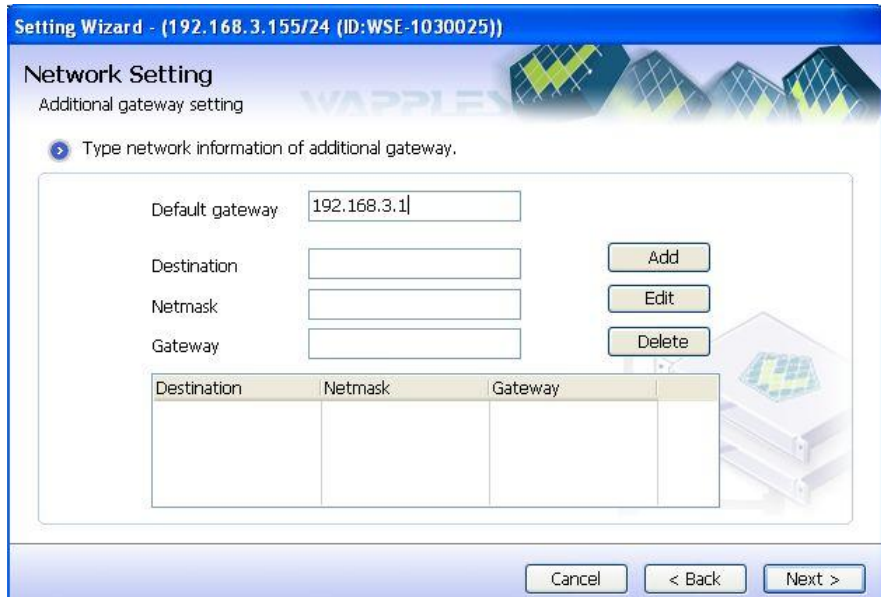 Setting Wizard - (192.168.3.155/24 (ID:WSE-1030025))
Network Setting
Additional gateway setting
WAPPLES
Type network information of additional gateway.
Default gateway 192.168.3.1
Destination Add
Netmask Edit
Gateway Delete
Destination Netmask Gateway
Cancel < Back Next >